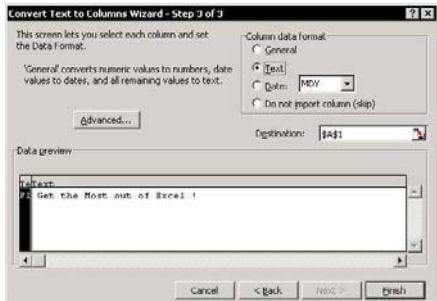 Convert Text to Columns Wizard - Step 3 of 3
This screen lets you select each column and set
the Data Format.
'General' converts numeric values to numbers, date
values to dates, and all remaining values to text.
Advanced...
Column data format
General
Text
Date: MDY
Do not import column (skip)
Destination: $A$1
Data preview
Te Text
F1 Get the Most out of Excel !
Cancel
< Back
Next >
Finish